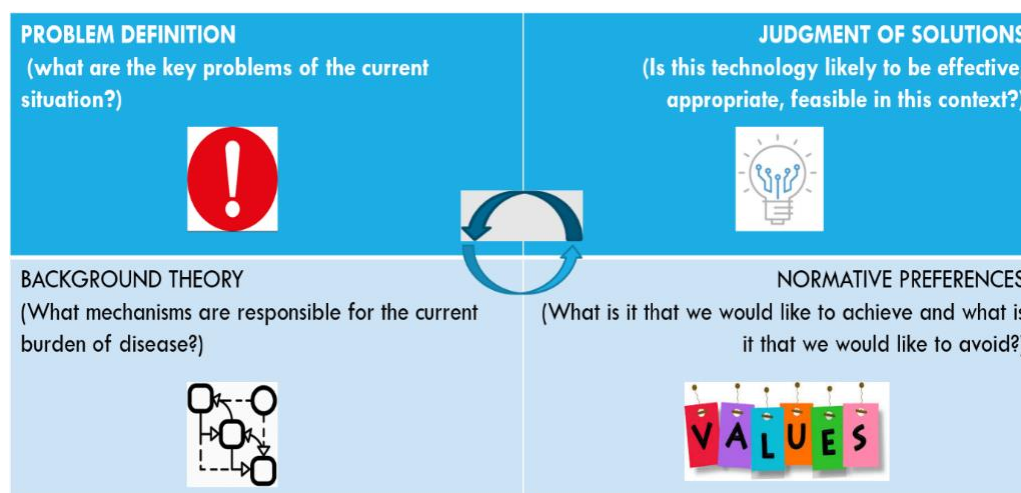 PROBLEM DEFINITION
(what are the key problems of the current
situation?)
JUDGMENT OF SOLUTIONS
(Is this technology likely to be effective
appropriate, feasible in this context?)
BACKGROUND THEORY
(What mechanisms are responsible for the current
burden of disease?)
NORMATIVE PREFERENCES
(What is it that we would like to achieve and what is
it that we would like to avoid?)
VALUES